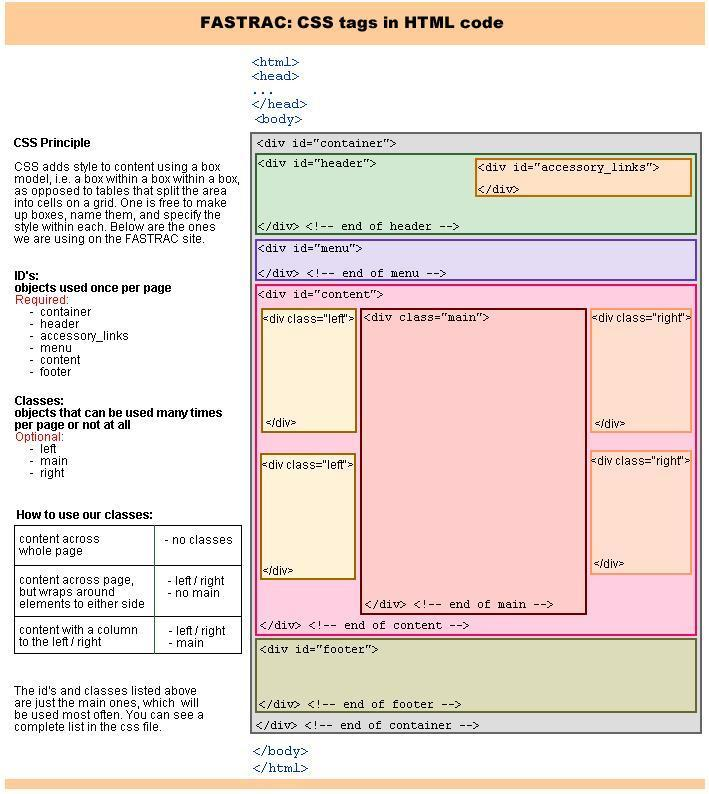 FASTRAC: CSS tags in HTML code
<html>
<head>
...
</head>
<body>
CSS Principle
CSS adds style to content using a box
model, i.e. a box within a box within a box,
as opposed to tables that split the area
into cells on a grid. One is free to make
up boxes, name them, and specify the
style within each. Below are the ones
we are using on the FASTRAC site.
ID's:
objects used once per page
Required:
- container
- header
- accessory_links
- menu
- content
- footer
Classes:
objects that can be used many times
per page or not at all
Optional:
- left
- main
- right
How to use our classes:
content across
whole page
- no classes
content across page,
but wraps around
elements to either side
- left / right
- no main
content with a column
to the left / right
- left / right
- main
The id's and classes listed above
are just the main ones, which will
be used most often. You can see a
complete list in the css file.
<div id="container">
<div id="header">
<div id="accessory_links">
</div>
</div> <!-- end of header -->
<div id="menu">
</div> <!-- end of menu -->
<div id="content">
<div class="left">
</div>
<div class="left">
</div>
<div class="main">
</div> <!-- end of main -->
<div class="right">
</div>
<div class="right">
</div>
</div> <!-- end of content -->
<div id="footer">
</div> <!-- end of footer -->
</div> <!-- end of container -->
</body>
</html>